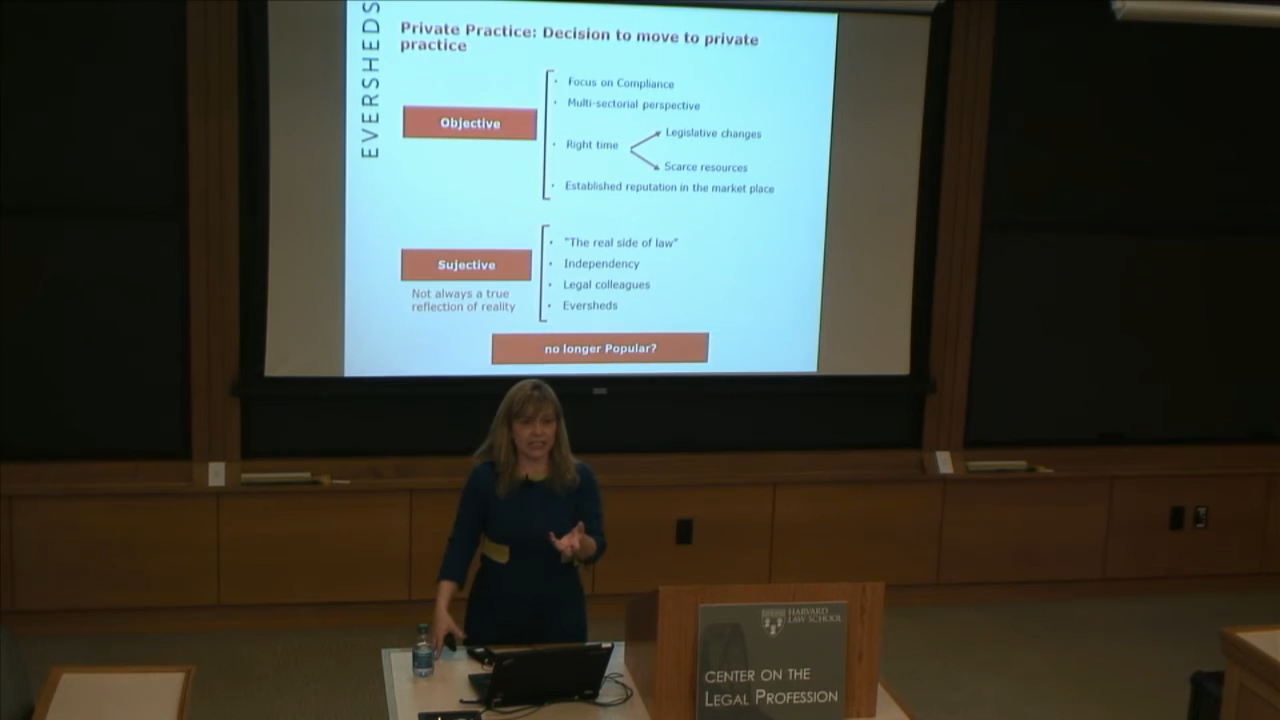 EVERSHEDS
Private Practice: Decision to move to private
practice
Objective
· Focus on Compliance
· Multi-sectorial perspective
· Right time
Legislative changes
Scarce resources
· Established reputation in the market place
Sujective
Not always a true
reflection of reality
· "The real side of law"
· Independency
· Legal colleagues
· Eversheds
no longer Popular?
HARVARD
LAW SCHOOL
CENTER ON THE
LEGAL PROFESSION